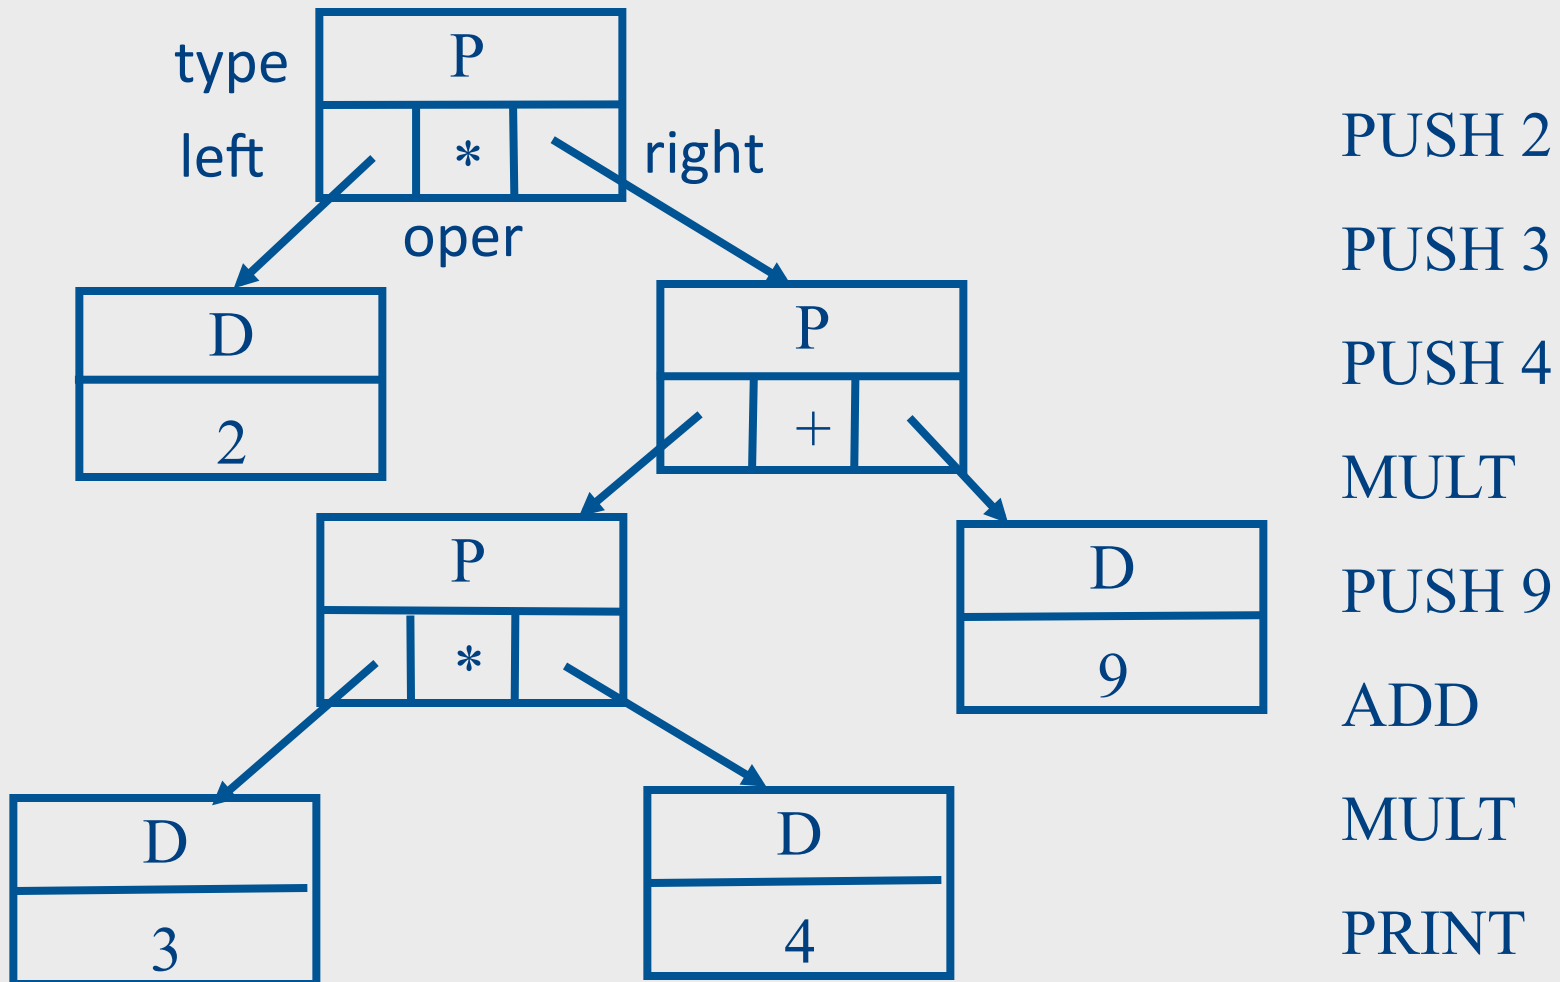 type
P
left
*
right
oper
D
2
P
+
P
*
D
9
D
3
D
4
PUSH 2
PUSH 3
PUSH 4
MULT
PUSH 9
ADD
MULT
PRINT